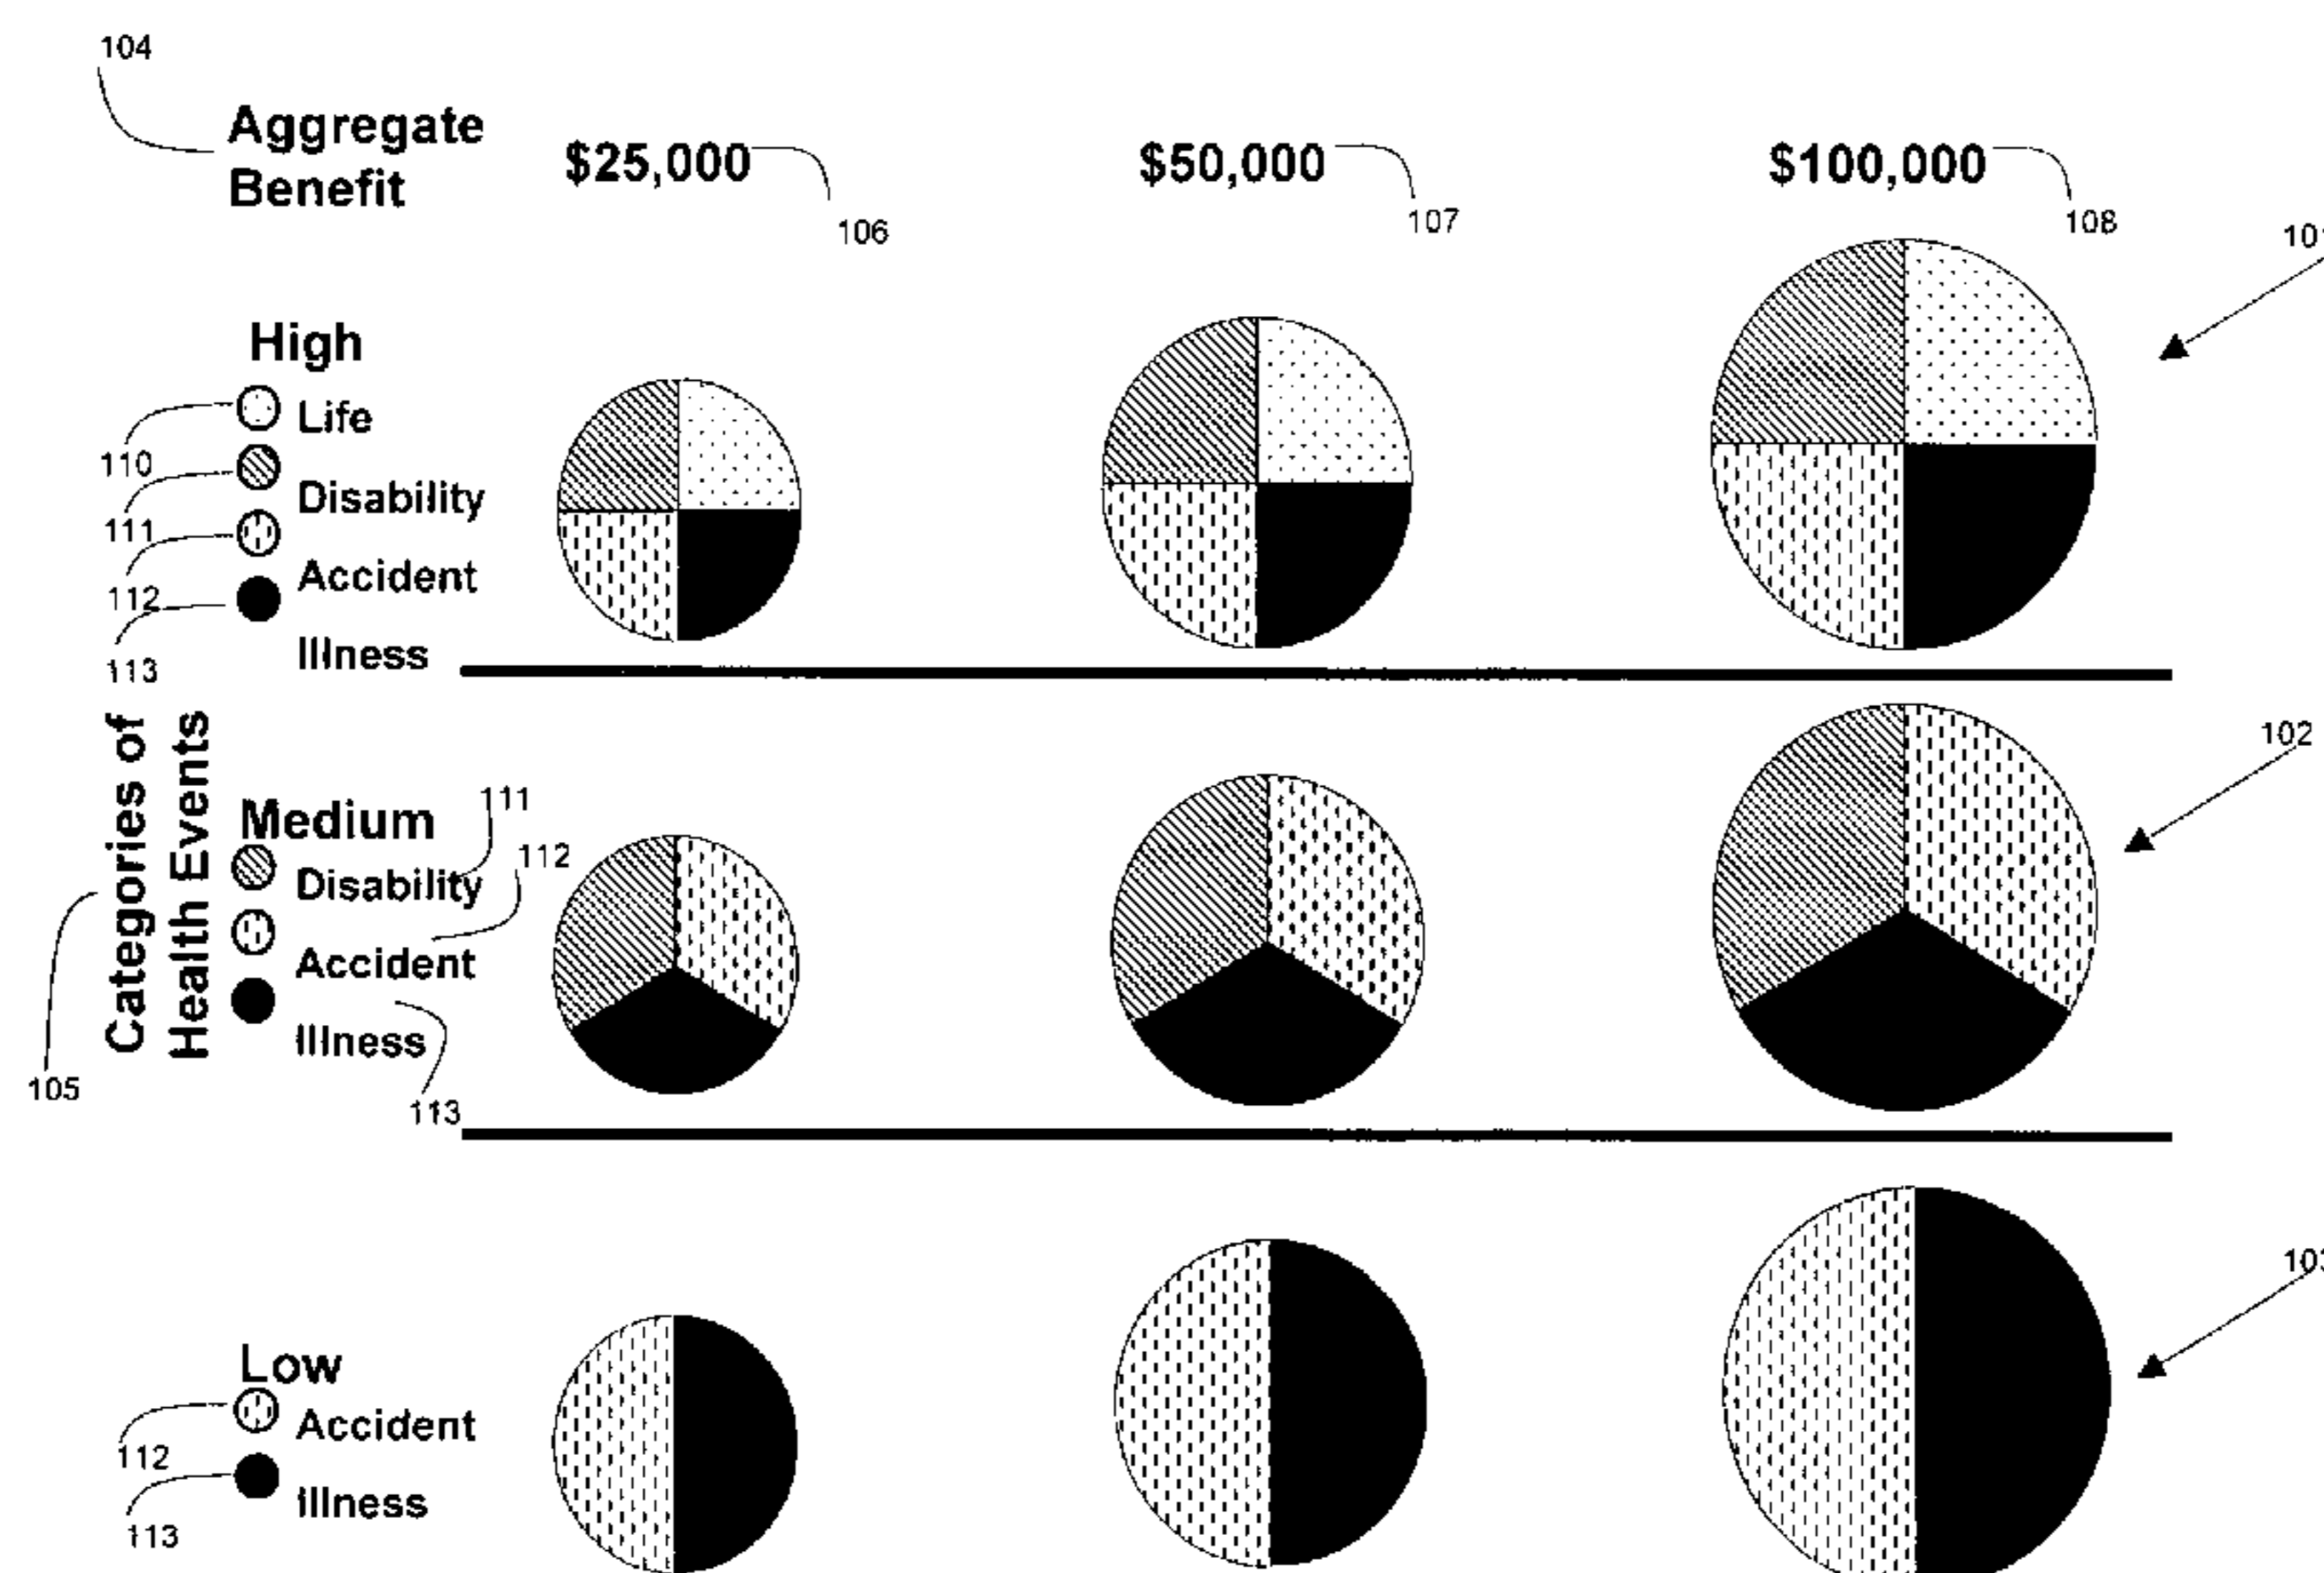 104
Aggregate
Benefit
$25,000
$50,000
$100,000
106
107
108
101
High
Life
110
Disability
111
Accident
112
Illness
113
Categories of
Health Events
105
102
Medium
111
Disability
112
Accident
Illness
113
103
Low
Accident
112
Illness
113